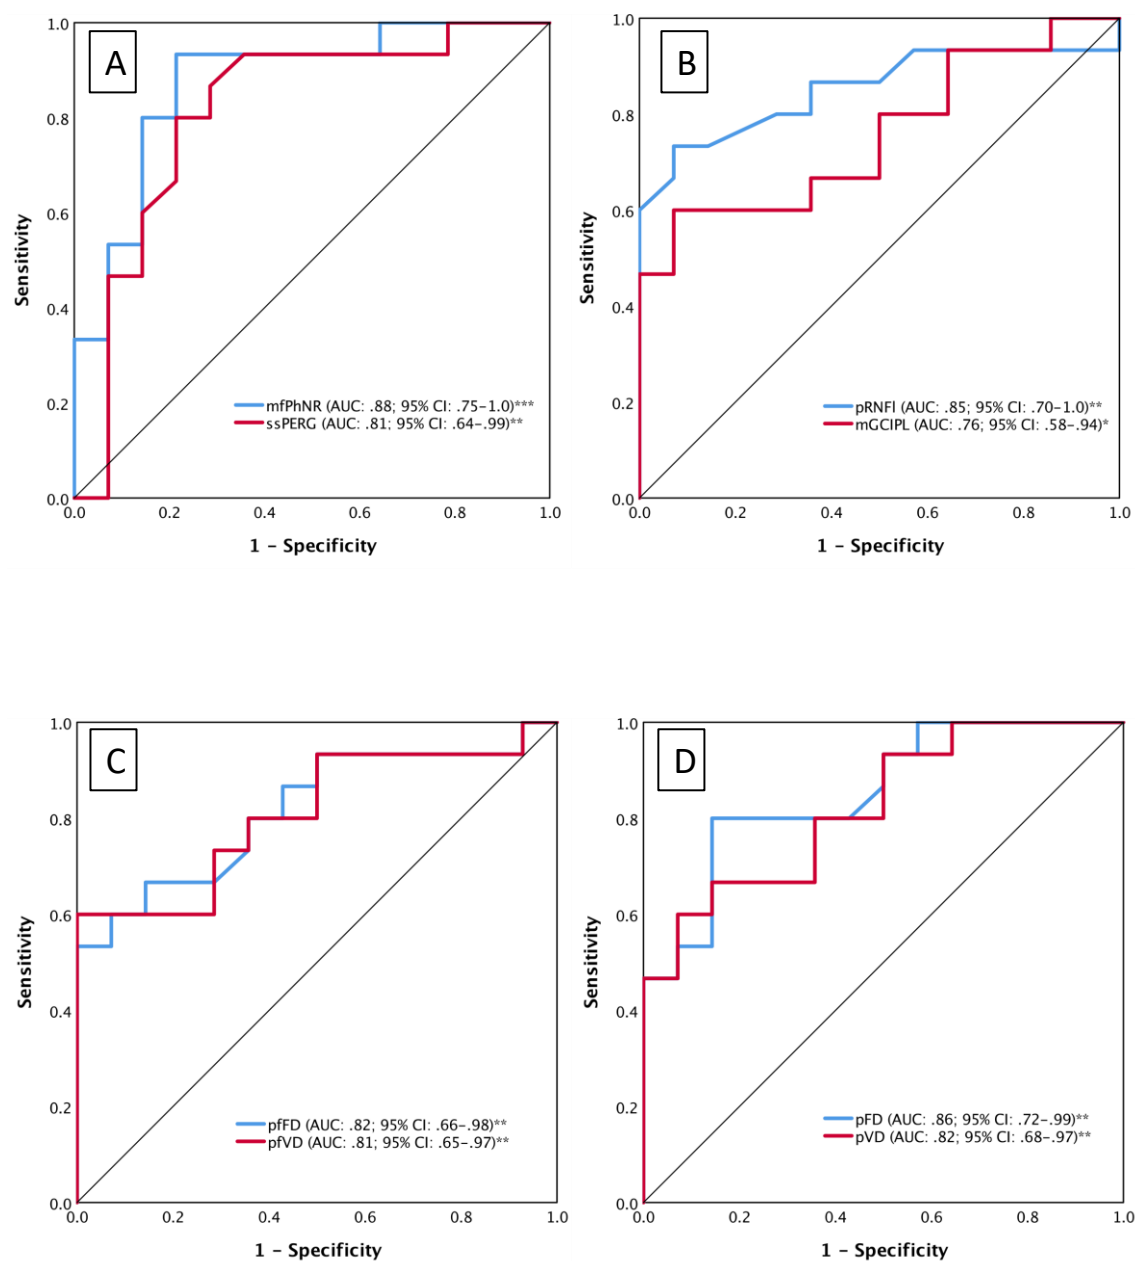 A
1.0
0.8
0.6
0.4
0.2
0.0
Sensitivity
mfPhNR (AUC: .88; 95% CI: .75–1.0)***
ssPERG (AUC: .81; 95% CI: .64–.99)**
0.0 0.2 0.4 0.6 0.8 1.0
1 – Specificity
B
1.0
0.8
0.6
0.4
0.2
0.0
Sensitivity
pRNFl (AUC: .85; 95% CI: .70–1.0)**
mGCIPL (AUC: .76; 95% CI: .58–.94)*
0.0 0.2 0.4 0.6 0.8 1.0
1 – Specificity
C
1.0
0.8
0.6
0.4
0.2
0.0
Sensitivity
pfFD (AUC: .82; 95% CI: .66–.98)**
pfVD (AUC: .81; 95% CI: .65–.97)**
0.0 0.2 0.4 0.6 0.8 1.0
1 – Specificity
D
1.0
0.8
0.6
0.4
0.2
0.0
Sensitivity
pFD (AUC: .86; 95% CI: .72–.99)**
pVD (AUC: .82; 95% CI: .68–.97)**
0.0 0.2 0.4 0.6 0.8 1.0
1 – Specificity